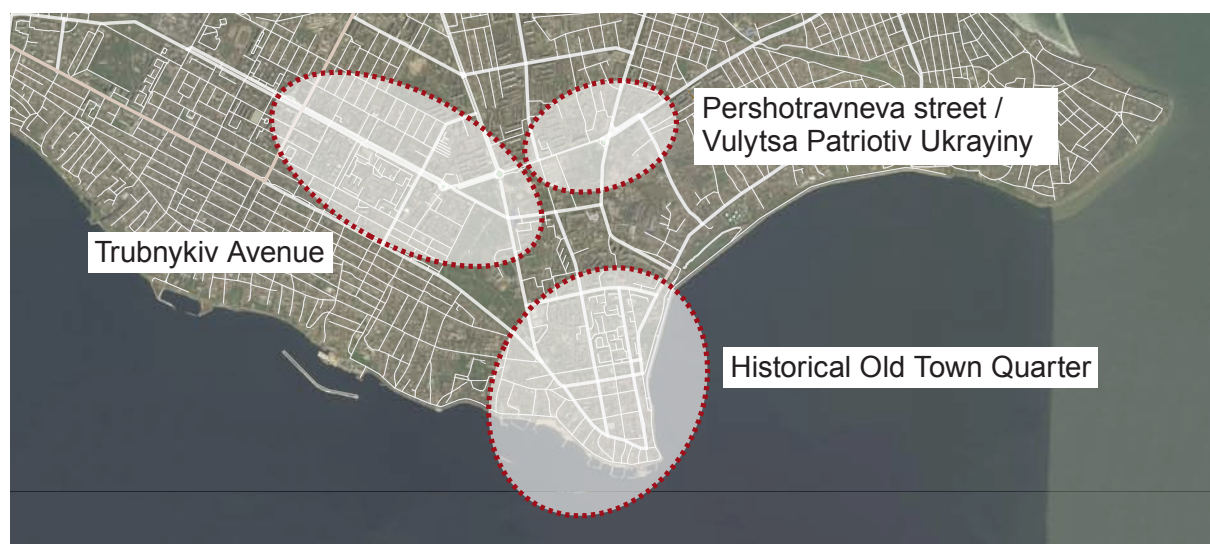 Pershotravneva street /
Vulytsa Patriotiv Ukrayiny
Trubnykiv Avenue
Historical Old Town Quarter